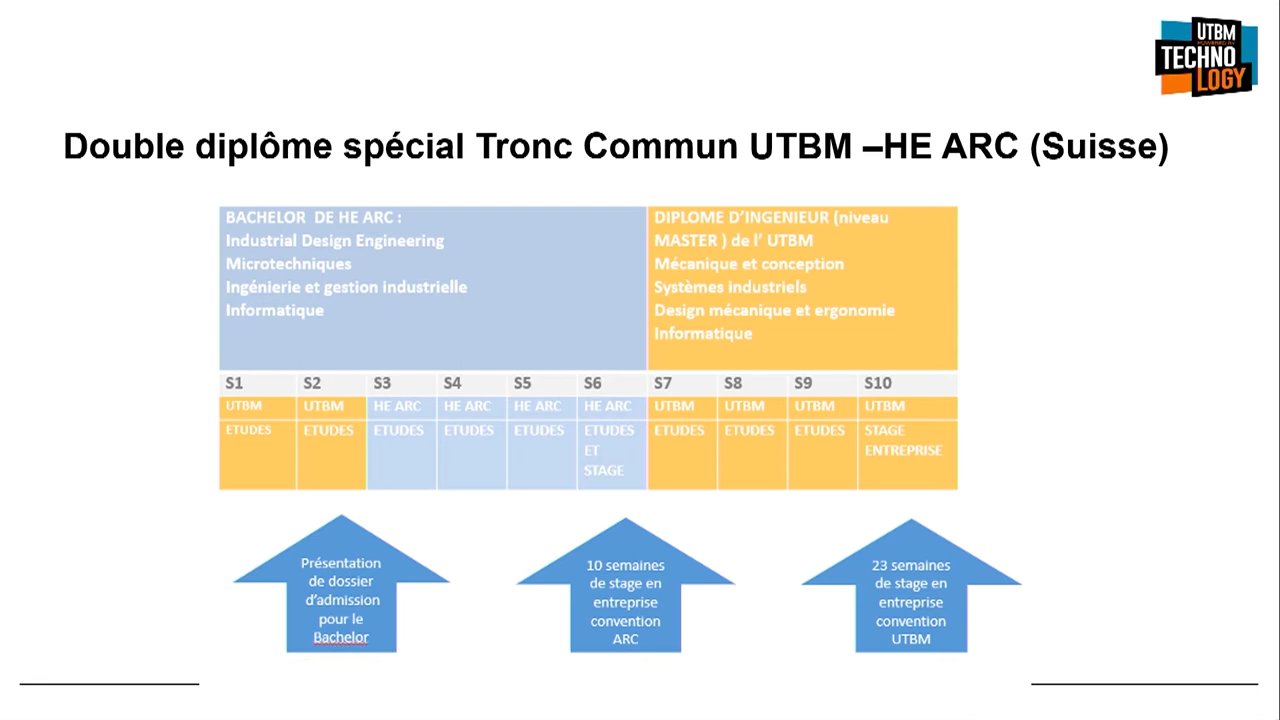 UTBM
TECHNO
LOGY
Double diplôme spécial Tronc Commun UTBM –HE ARC (Suisse)
BACHELOR DE HE ARC :
Industrial Design Engineering
Microtechniques
Ingénierie et gestion industrielle
Informatique
DIPLOME D’INGENIEUR (niveau
MASTER ) de l’ UTBM
Mécanique et conception
Systèmes industriels
Design mécanique et ergonomie
Informatique
S1 S2 S3 S4 S5 S6 S7 S8 S9 S10
UTBM UTBM HE ARC HE ARC HE ARC HE ARC UTBM UTBM UTBM UTBM
ETUDES ETUDES ETUDES ETUDES ETUDES ETUDES ETUDES ETUDES ETUDES STAGE
ET ENTREPRISE
STAGE
Présentation
de dossier
d’admission
pour le
Bachelor
10 semaines
de stage en
entreprise
convention
ARC
23 semaines
de stage en
entreprise
convention
UTBM